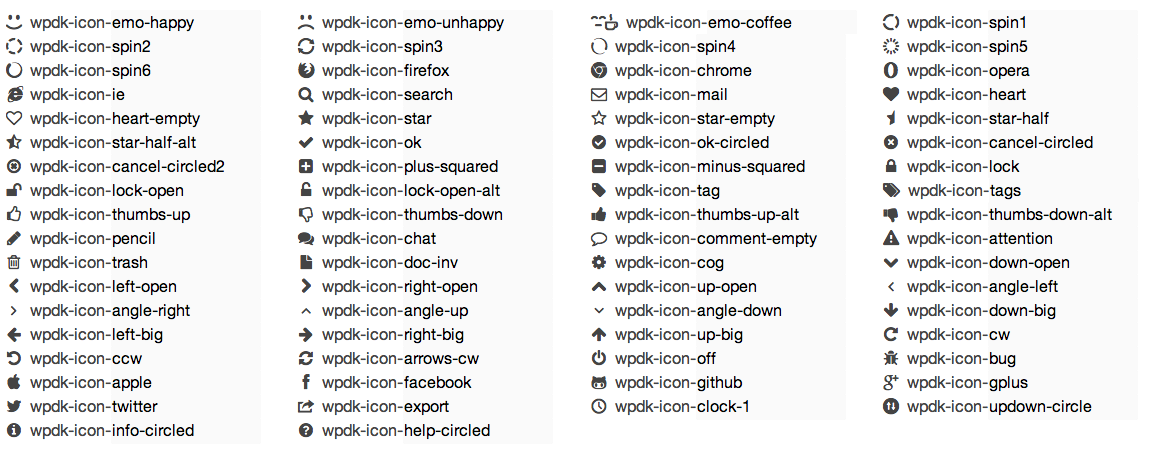 wpdk-icon-emo-happy wpdk-icon-emo-unhappy wpdk-icon-emo-coffee wpdk-icon-spin1
wpdk-icon-spin2 wpdk-icon-spin3 wpdk-icon-spin4 wpdk-icon-spin5
wpdk-icon-spin6 wpdk-icon-firefox wpdk-icon-chrome wpdk-icon-opera
wpdk-icon-ie wpdk-icon-search wpdk-icon-mail wpdk-icon-heart
wpdk-icon-heart-empty wpdk-icon-star wpdk-icon-star-empty wpdk-icon-star-half
wpdk-icon-star-half-alt wpdk-icon-ok wpdk-icon-ok-circled wpdk-icon-cancel-circled
wpdk-icon-cancel-circled2 wpdk-icon-plus-squared wpdk-icon-minus-squared wpdk-icon-lock
wpdk-icon-lock-open wpdk-icon-lock-open-alt wpdk-icon-tag wpdk-icon-tags
wpdk-icon-thumbs-up wpdk-icon-thumbs-down wpdk-icon-thumbs-up-alt wpdk-icon-thumbs-down-alt
wpdk-icon-pencil wpdk-icon-chat wpdk-icon-comment-empty wpdk-icon-attention
wpdk-icon-trash wpdk-icon-doc-inv wpdk-icon-cog wpdk-icon-down-open
wpdk-icon-left-open wpdk-icon-right-open wpdk-icon-up-open wpdk-icon-angle-left
wpdk-icon-angle-right wpdk-icon-angle-up wpdk-icon-angle-down wpdk-icon-down-big
wpdk-icon-left-big wpdk-icon-right-big wpdk-icon-up-big wpdk-icon-cw
wpdk-icon-ccw wpdk-icon-arrows-cw wpdk-icon-off wpdk-icon-bug
wpdk-icon-apple wpdk-icon-facebook wpdk-icon-github wpdk-icon-gplus
wpdk-icon-twitter wpdk-icon-export wpdk-icon-clock-1 wpdk-icon-updown-circle
wpdk-icon-info-circled wpdk-icon-help-circled